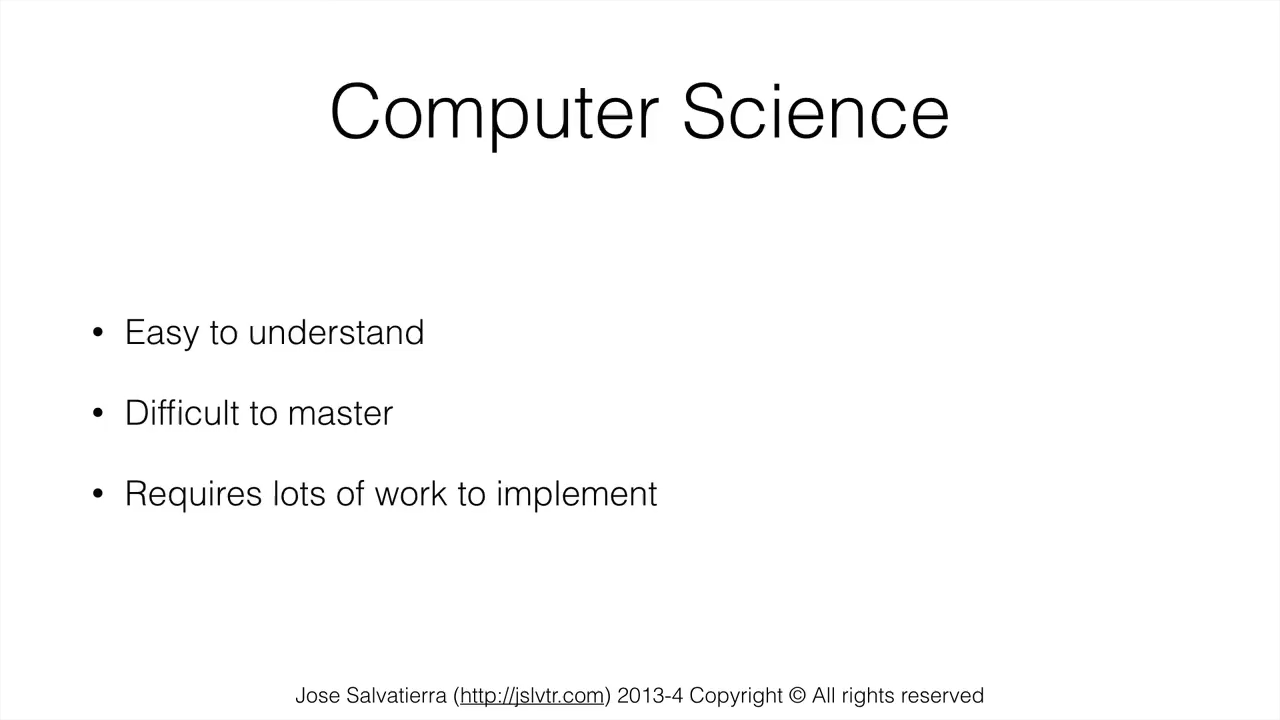 Computer Science
• Easy to understand
• Difficult to master
• Requires lots of work to implement
Jose Salvatierra (http://jslvtr.com) 2013-4 Copyright © All rights reserved